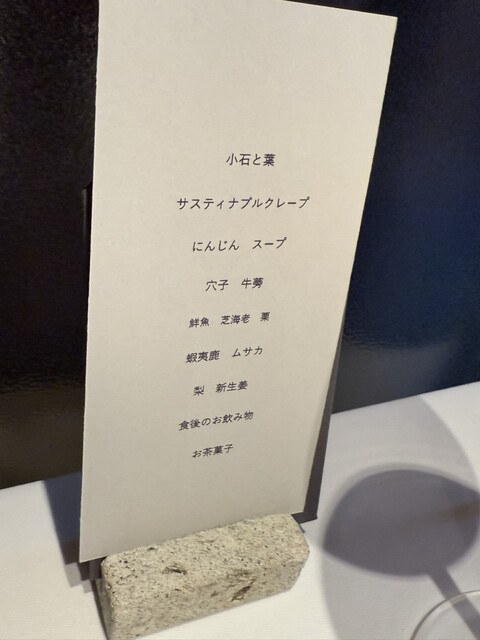 小石と葉
サスティナブルクレープ
にんじん　スープ
穴子　牛蒡
鮮魚　芝海老　栗
蝦夷鹿　ムサカ
梨　新生姜
食後のお飲み物
お茶菓子